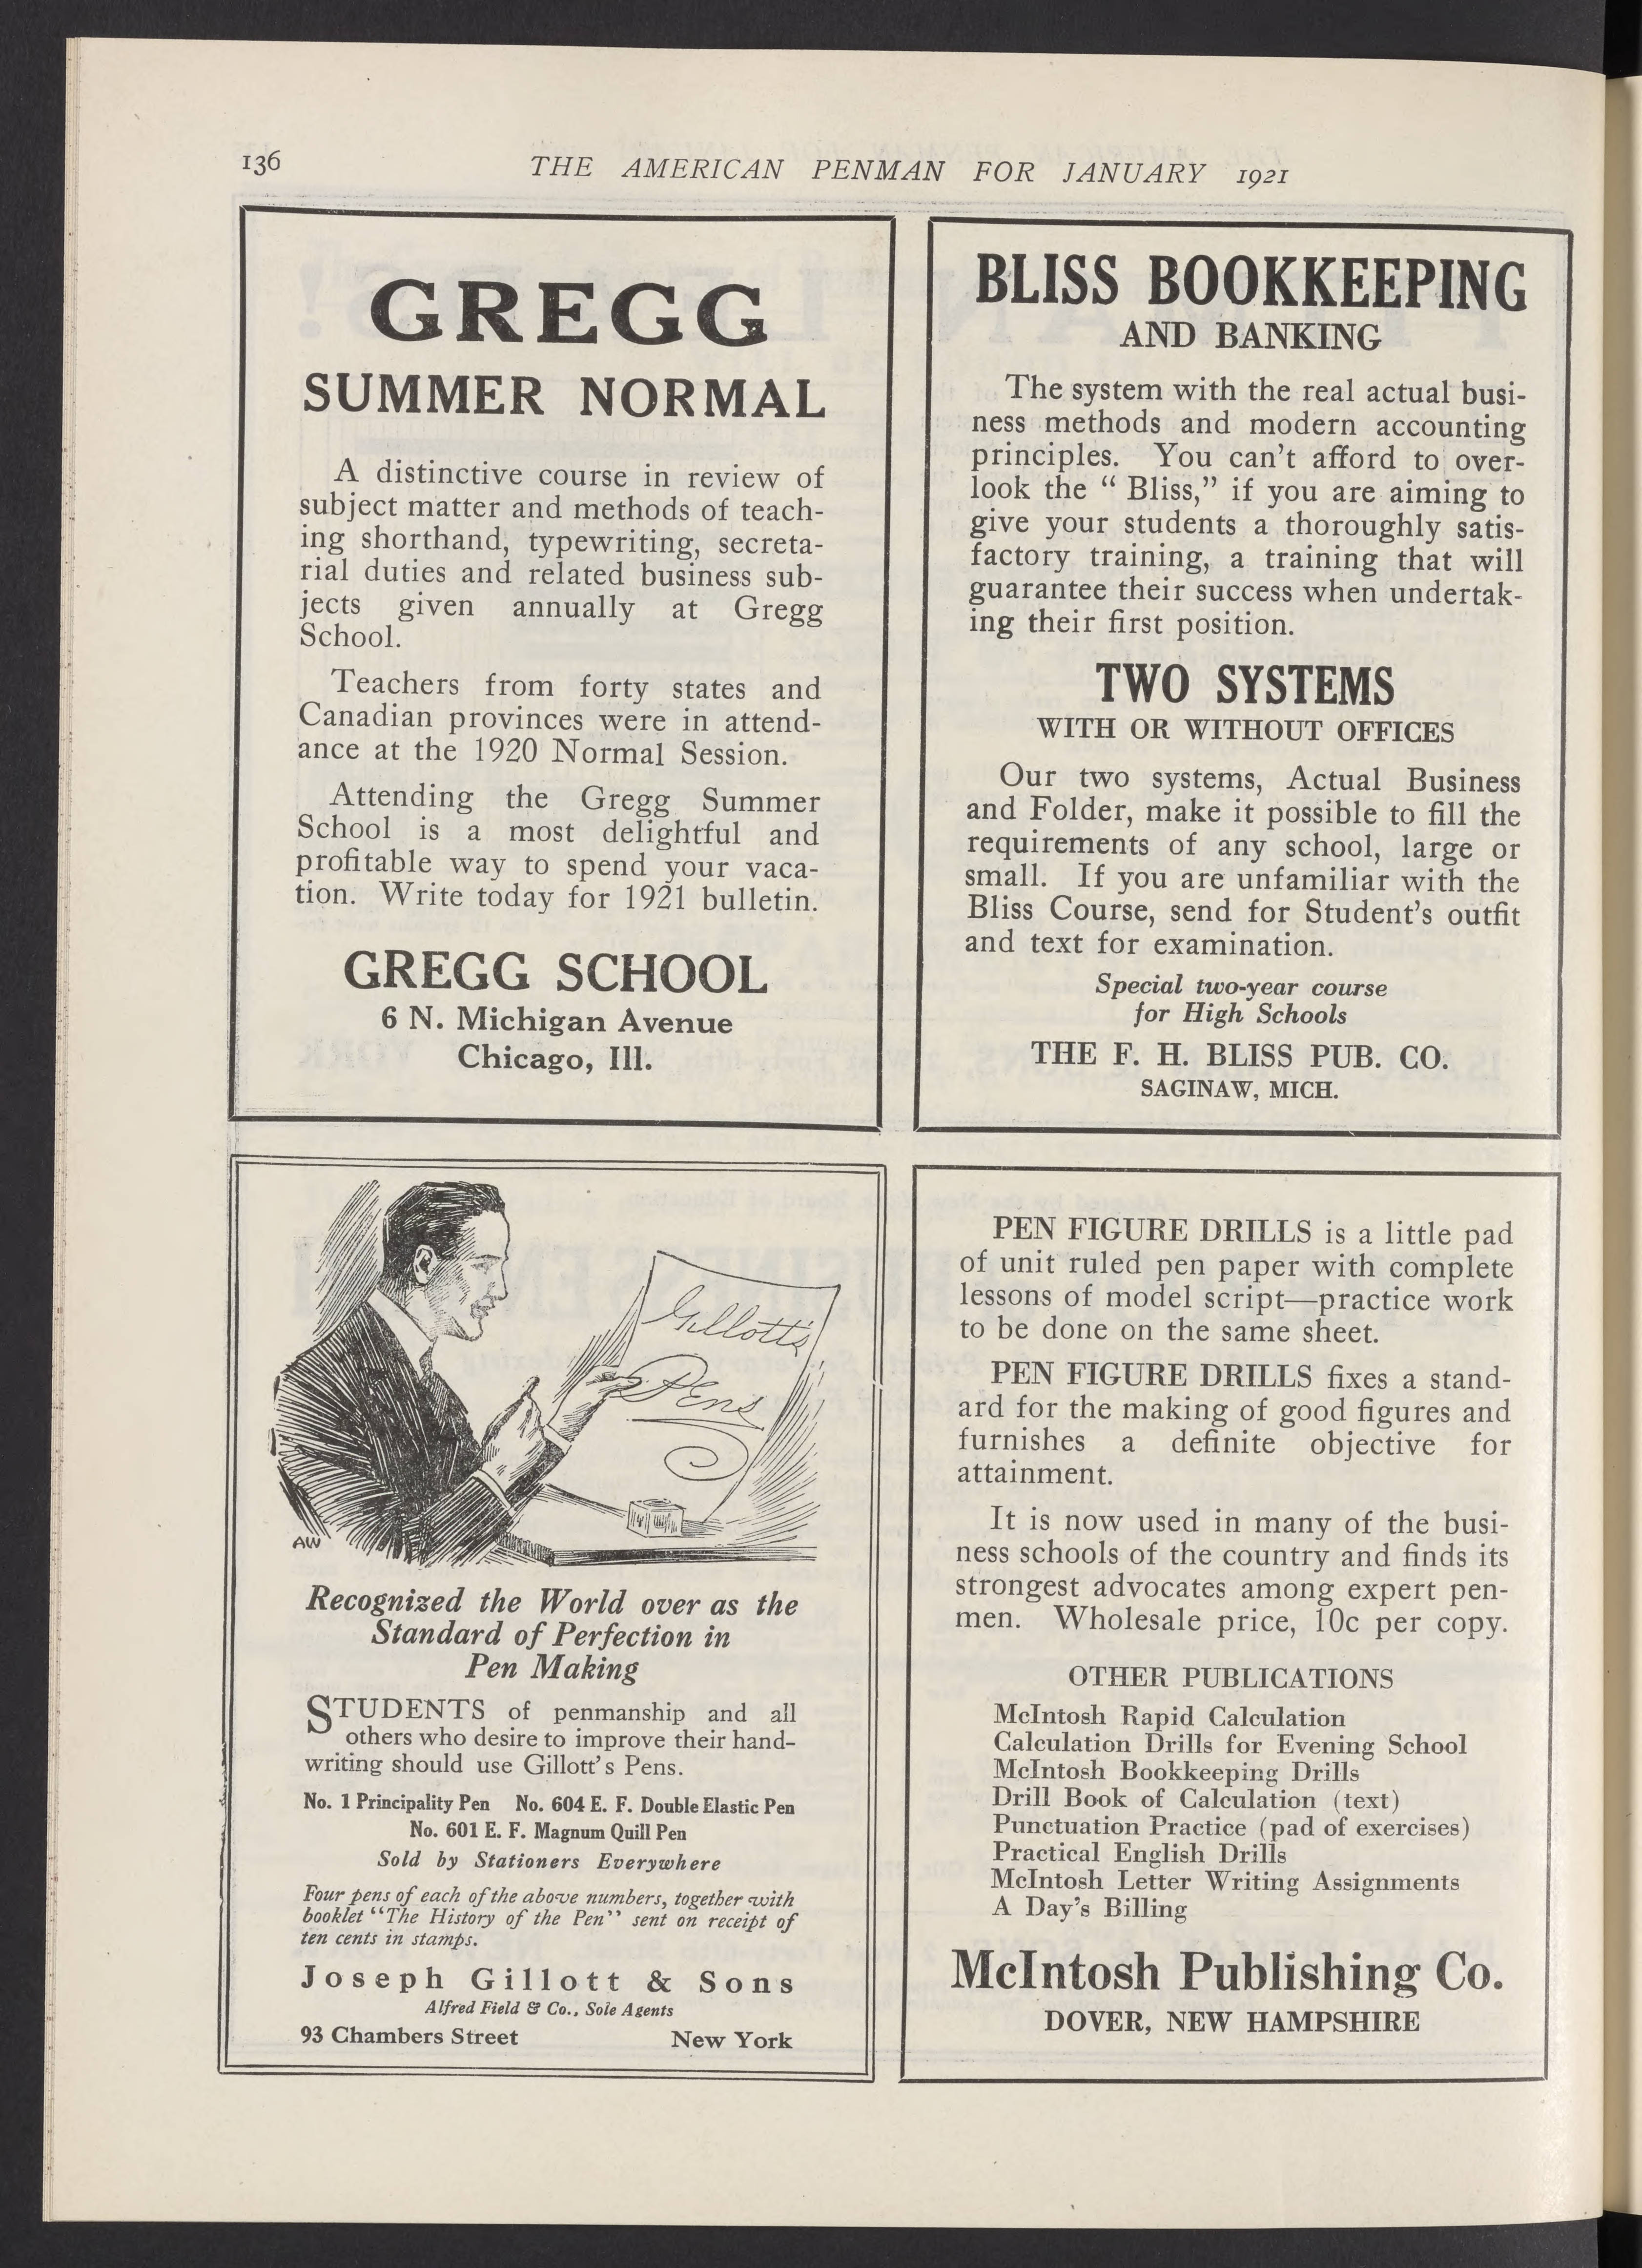 136
THE AMERICAN PENMAN FOR JANUARY 1921
GREGG
SUMMER NORMAL
A distinctive course in review of
subject matter and methods of teach-
ing shorthand, typewriting, secreta-
rial duties and related business sub-
jects given annually at Gregg
School.
Teachers from forty states and
Canadian provinces were in attend-
ance at the 1920 Normal Session.
Attending the Gregg Summer
School is a most delightful and
profitable way to spend your vaca-
tion. Write today for 1921 bulletin.
GREGG SCHOOL
6 N. Michigan Avenue
Chicago, Ill.
BLISS BOOKKEEPING
AND BANKING
The system with the real actual busi-
ness methods and modern accounting
principles. You can't afford to over-
look the " Bliss," if you are aiming to
give your students a thoroughly satis-
factory training, a training that will
guarantee their success when undertak-
ing their first position.
TWO SYSTEMS
WITH OR WITHOUT OFFICES
Our two systems, Actual Business
and Folder, make it possible to fill the
requirements of any school, large or
small. If you are unfamiliar with the
Bliss Course, send for Student's outfit
and text for examination.
Special two-year course
for High Schools
THE F. H. BLISS PUB. CO.
SAGINAW, MICH.
Gillott's
Pens
AW
Recognized the World over as the
Standard of Perfection in
Pen Making
STUDENTS of penmanship and all
others who desire to improve their hand-
writing should use Gillott's Pens.
No. 1 Principality Pen No. 604 E. F. Double Elastic Pen
No. 601 E. F. Magnum Quill Pen
Sold by Stationers Everywhere
Four pens of each of the above numbers, together with
booklet "The History of the Pen" sent on receipt of
ten cents in stamps.
Joseph Gillott & Sons
Alfred Field & Co., Sole Agents
93 Chambers Street New York
PEN FIGURE DRILLS is a little pad
of unit ruled pen paper with complete
lessons of model script—practice work
to be done on the same sheet.
PEN FIGURE DRILLS fixes a stand-
ard for the making of good figures and
furnishes a definite objective for
attainment.
It is now used in many of the busi-
ness schools of the country and finds its
strongest advocates among expert pen-
men. Wholesale price, 10c per copy.
OTHER PUBLICATIONS
McIntosh Rapid Calculation
Calculation Drills for Evening School
McIntosh Bookkeeping Drills
Drill Book of Calculation (text)
Punctuation Practice (pad of exercises)
Practical English Drills
McIntosh Letter Writing Assignments
A Day's Billing
McIntosh Publishing Co.
DOVER, NEW HAMPSHIRE